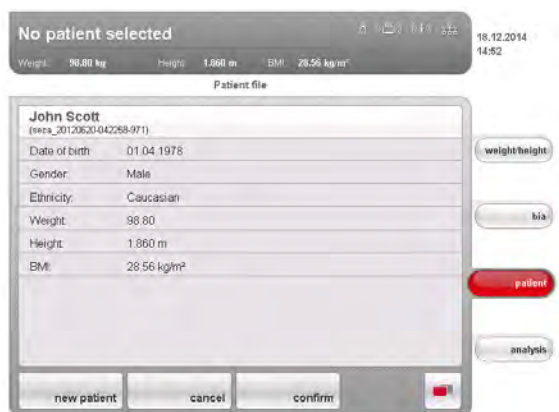 No patient selected
18.12.2014
14:52
Weight: 98.80 kg Height: 1.860 m BMI: 28.56 kg/m²
Patient file
John Scott
(seca_20120620-042268-971)
Date of birth 01.04.1978
Gender: Male
Ethnicity: Caucasian
Weight: 98.80
Height: 1.860 m
BMI: 28.56 kg/m²
weight/height
bia
patient
analysis
new patient cancel confirm